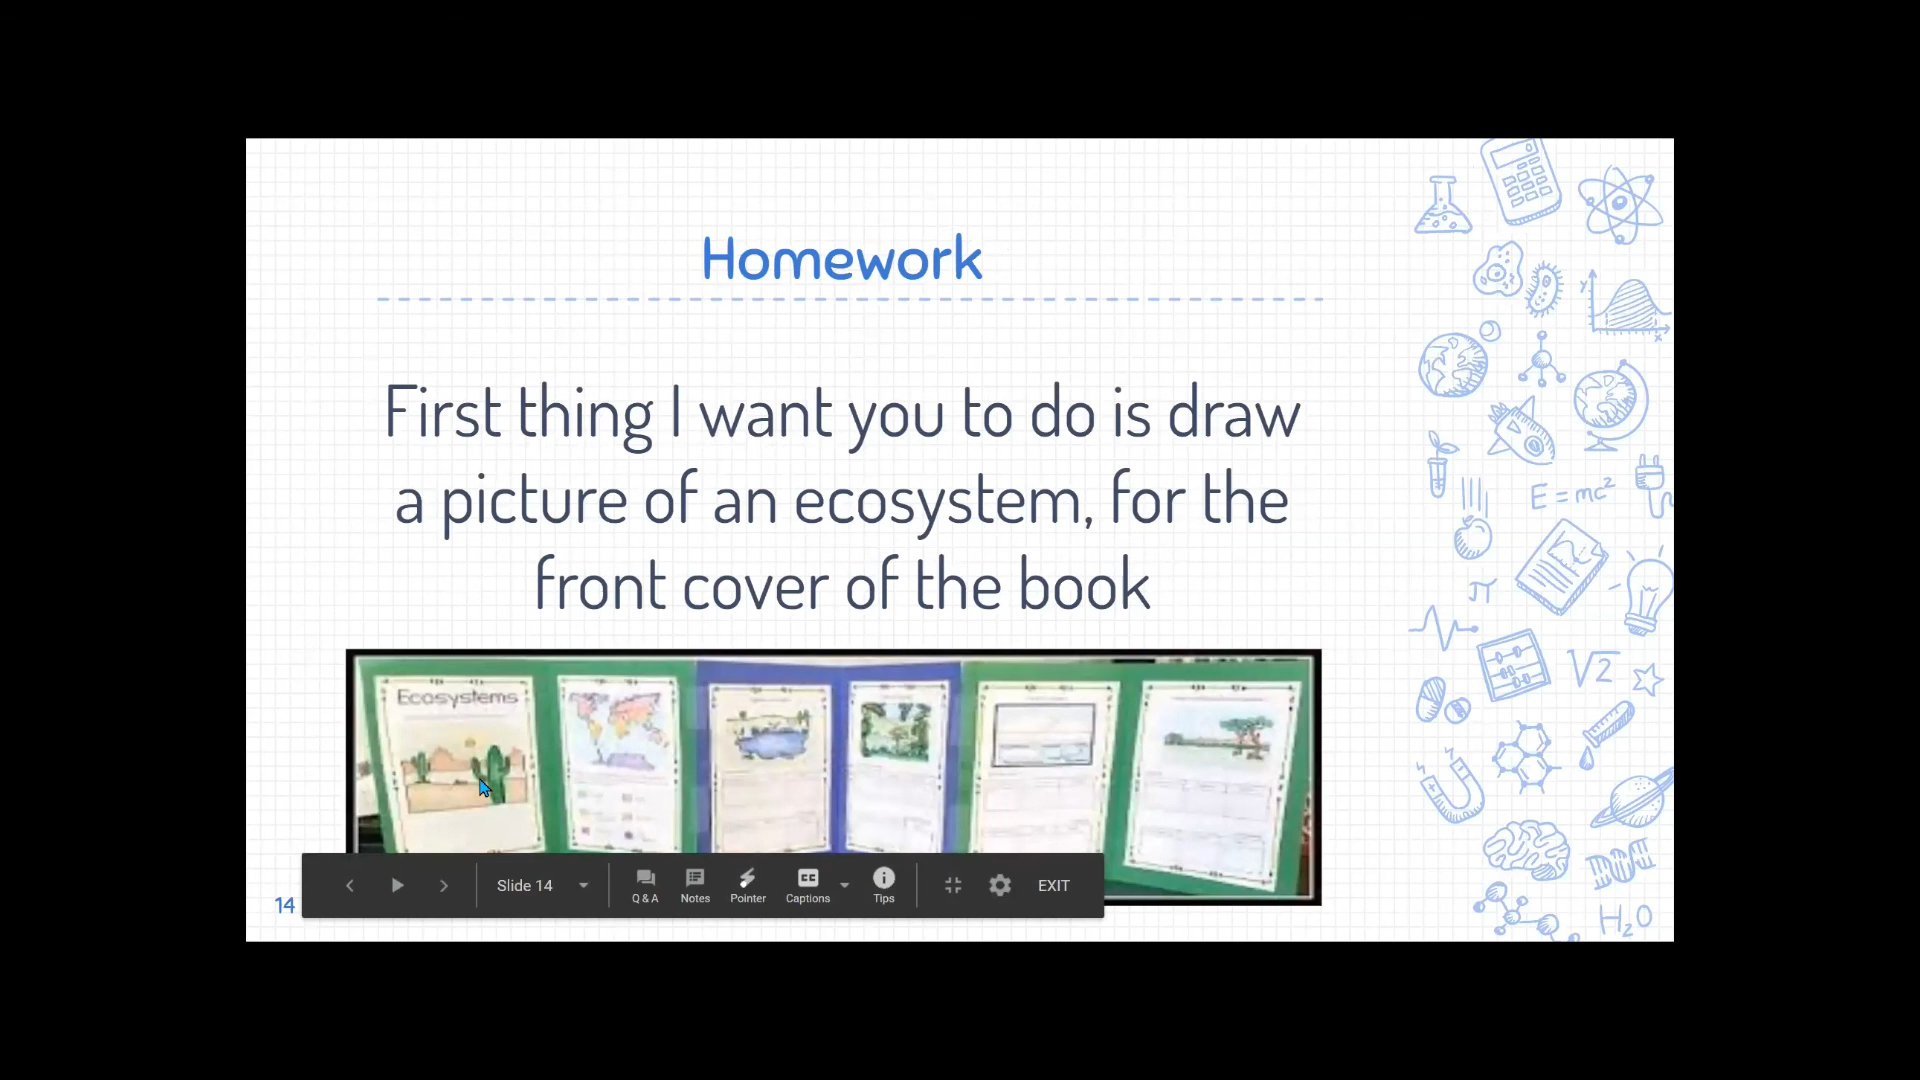 Homework
First thing I want you to do is draw
a picture of an ecosystem, for the
front cover of the book
Ecosystems
14
Slide 14
Q & A
Notes
Pointer
Captions
Tips
EXIT
y
x
E = mc²
π
√2
H₂O